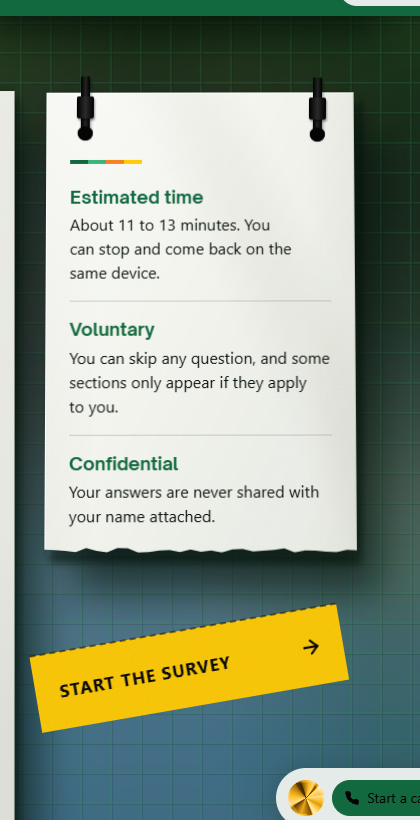 Estimated time
About 11 to 13 minutes. You
can stop and come back on the
same device.
Voluntary
You can skip any question, and some
sections only appear if they apply
to you.
Confidential
Your answers are never shared with
your name attached.
START THE SURVEY
Start a